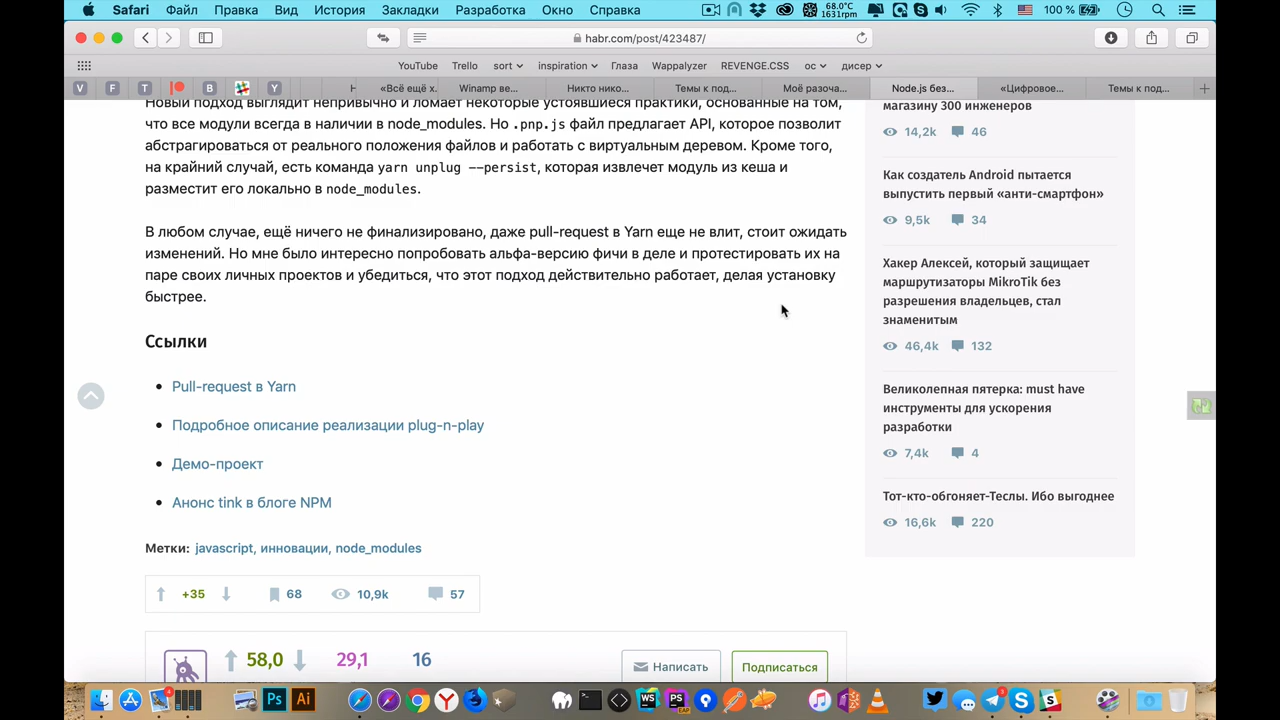 Safari Файл Правка Вид История Закладки Разработка Окно Справка 68.0°C 1631rpm 100 %
habr.com/post/423487/
YouTube Trello sort inspiration Глаза Wappalyzer REVENGE.CSS ос дисер
V F T B Y «Всё ещё х. Winamp ве... Никто нико... Темы к под... Моё разоча... Node.js без... «Цифровое... Темы к под...
Новый подход выглядит непривычно и ломает некоторые устоявшиеся практики, основанные на том,
что все модули всегда в наличии в node_modules. Но .pnp.js файл предлагает API, которое позволит
абстрагироваться от реального положения файлов и работать с виртуальным деревом. Кроме того,
на крайний случай, есть команда yarn unplug --persist, которая извлечет модуль из кеша и
разместит его локально в node_modules.
В любом случае, ещё ничего не финализировано, даже pull-request в Yarn еще не влит, стоит ожидать
изменений. Но мне было интересно попробовать альфа-версию фичи в деле и протестировать их на
паре своих личных проектов и убедиться, что этот подход действительно работает, делая установку
быстрее.
Ссылки
Pull-request в Yarn
Подробное описание реализации plug-n-play
Демо-проект
Анонс tink в блоге NPM
Метки: javascript, инновации, node_modules
+35 68 10,9k 57
58,0 29,1 16 Написать Подписаться
магазину 300 инженеров
14,2k 46
Как создатель Android пытается
выпустить первый «анти-смартфон»
9,5k 34
Хакер Алексей, который защищает
маршрутизаторы MikroTik без
разрешения владельцев, стал
знаменитым
46,4k 132
Великолепная пятерка: must have
инструменты для ускорения
разработки
7,4k 4
Тот-кто-обгоняет-Теслы. Ибо выгоднее
16,6k 220
Ps Ai WS PS